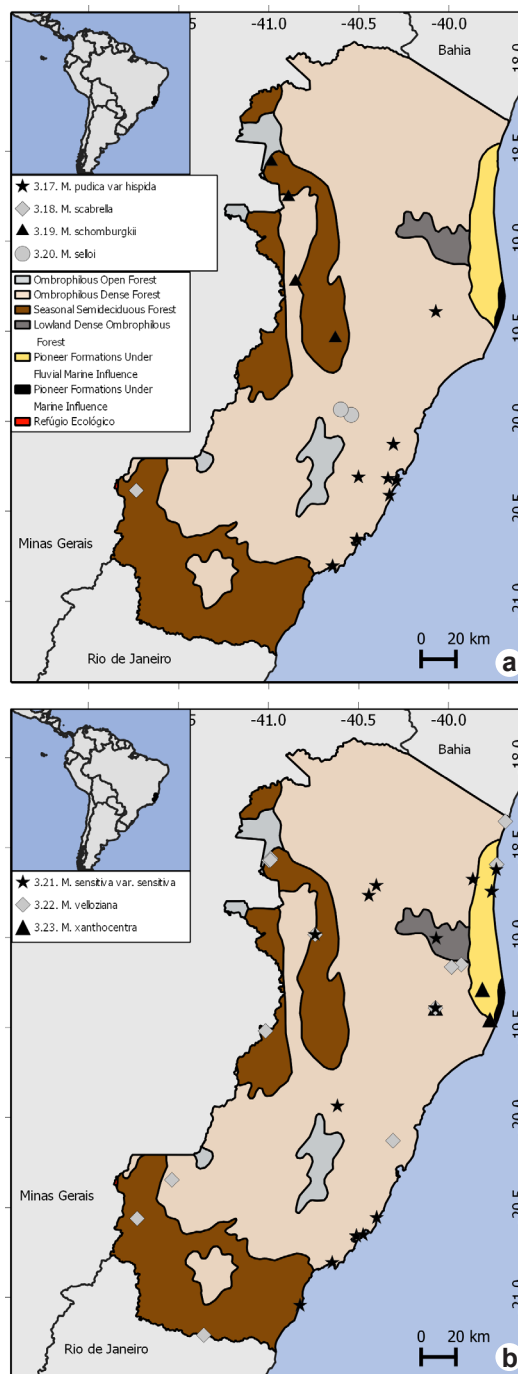 -41.0
-40.5
-40.0
Bahia
18.0
18.5
19.0
19.5
20.0
20.5
21.0
3.17. M. pudica var hispida
3.18. M. scabrella
3.19. M. schomburgkii
3.20. M. selloi
Ombrophilous Open Forest
Ombrophilous Dense Forest
Seasonal Semideciduous Forest
Lowland Dense Ombrophilous
Forest
Pioneer Formations Under
Fluvial Marine Influence
Pioneer Formations Under
Marine Influence
Refúgio Ecológico
Minas Gerais
Rio de Janeiro
0 20 km
a
5
-41.0
-40.5
-40.0
Bahia
18.0
18.5
19.0
19.5
20.0
20.5
21.0
3.21. M. sensitiva var. sensitiva
3.22. M. velloziana
3.23. M. xanthocentra
Minas Gerais
Rio de Janeiro
0 20 km
b